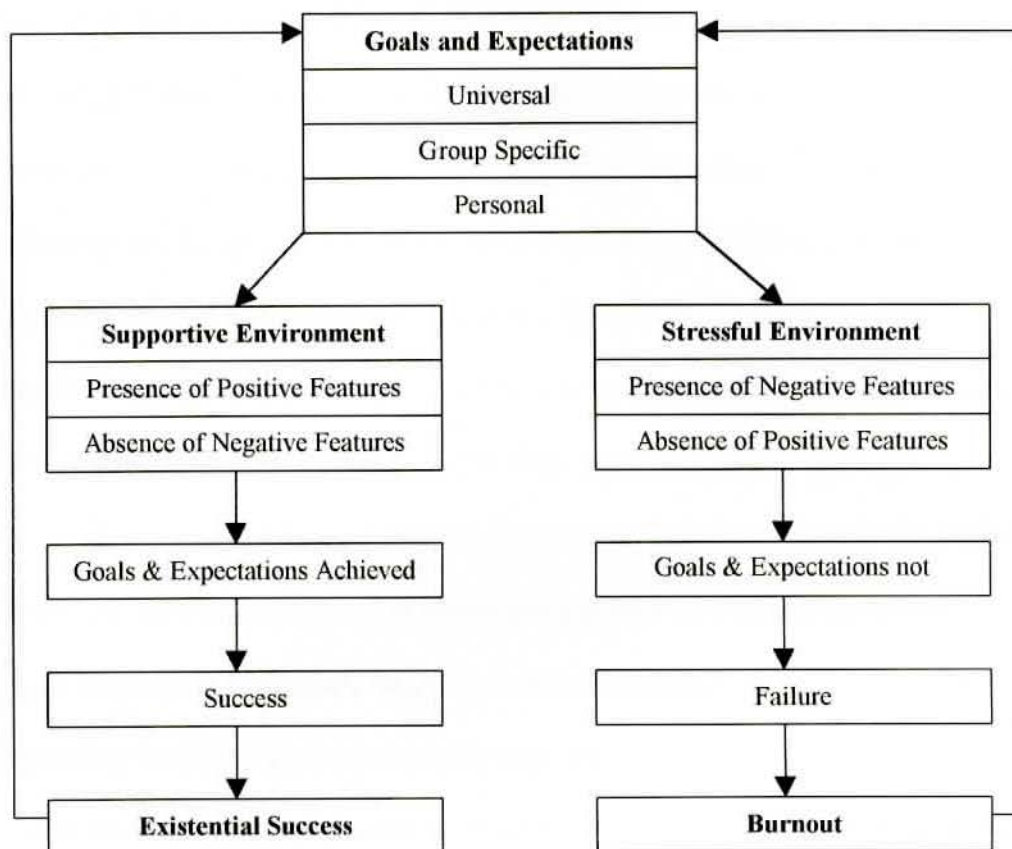 Goals and Expectations
Universal
Group Specific
Personal
Supportive Environment
Presence of Positive Features
Absence of Negative Features
Goals & Expectations Achieved
Success
Existential Success
Stressful Environment
Presence of Negative Features
Absence of Positive Features
Goals & Expectations not
Failure
Burnout